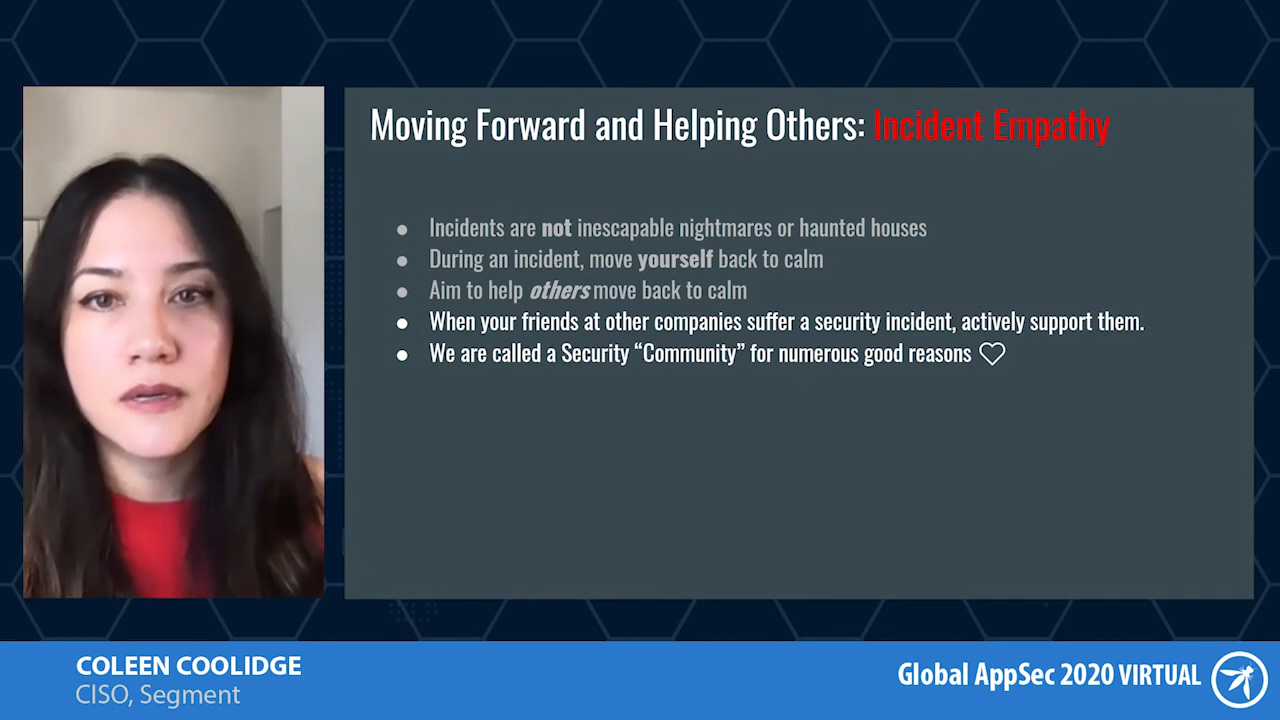 Moving Forward and Helping Others: Incident Empathy
● Incidents are not inescapable nightmares or haunted houses
● During an incident, move yourself back to calm
● Aim to help others move back to calm
● When your friends at other companies suffer a security incident, actively support them.
● We are called a Security “Community” for numerous good reasons ♡
COLEEN COOLIDGE
CISO, Segment
Global AppSec 2020 VIRTUAL